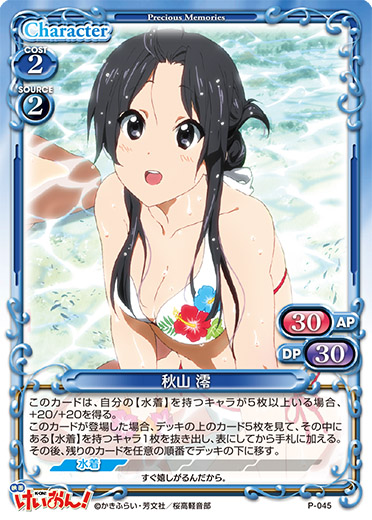 Precious Memories
Character
COST
2
SOURCE
2
30 AP
DP 30
秋山 澪
このカードは、自分の【水着】を持つキャラが5枚以上いる場合、
+20/+20を得る。
このカードが登場した場合、デッキの上のカード5枚を見て、その中に
ある【水着】を持つキャラ1枚を抜き出し、表にしてから手札に加える。
その後、残りのカードを任意の順番でデッキの下に移す。
水着
すぐ嬉しがるんだから。
映画 けいおん!
K-ON!
©かきふらい・芳文社/桜高軽音部
P-045